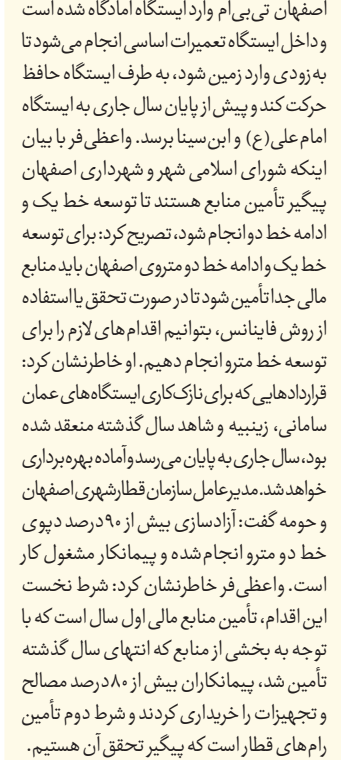 اصفهان تی‌بی‌ام وارد ایستگاه آمادگاه شده است
و داخل ایستگاه تعمیرات اساسی انجام می‌شود تا
به زودی وارد زمین شود، به طرف ایستگاه حافظ
حرکت کند و پیش از پایان سال جاری به ایستگاه
امام علی(ع) و ابن سینا برسد. واعظی‌فر با بیان
اینکه شورای اسلامی شهر و شهرداری اصفهان
پیگیر تأمین منابع هستند تا توسعه خط یک و
ادامه خط دو انجام شود، تصریح کرد: برای توسعه
خط یک و ادامه خط دو متروی اصفهان باید منابع
مالی جدا تأمین شود تا در صورت تحقق یا استفاده
از روش فاینانس، بتوانیم اقدام‌های لازم را برای
توسعه خط مترو انجام دهیم. او خاطرنشان کرد:
قراردادهایی که برای نازک‌کاری ایستگاه‌های عمان
سامانی، زینبیه و شاهد سال گذشته منعقد شده
بود، سال جاری به پایان می‌رسد و آماده بهره‌برداری
خواهد شد. مدیرعامل سازمان قطار شهری اصفهان
و حومه گفت: آزادسازی بیش از ۹۰ درصد دپوی
خط دو مترو انجام شده و پیمانکار مشغول کار
است. واعظی‌فر خاطرنشان کرد: شرط نخست
این اقدام، تأمین منابع مالی اول سال است که با
توجه به بخشی از منابع که انتهای سال گذشته
تأمین شد، پیمانکاران بیش از ۸۰ درصد مصالح
و تجهیزات را خریداری کردند و شرط دوم تأمین
رام‌های قطار است که پیگیر تحقق آن هستیم.